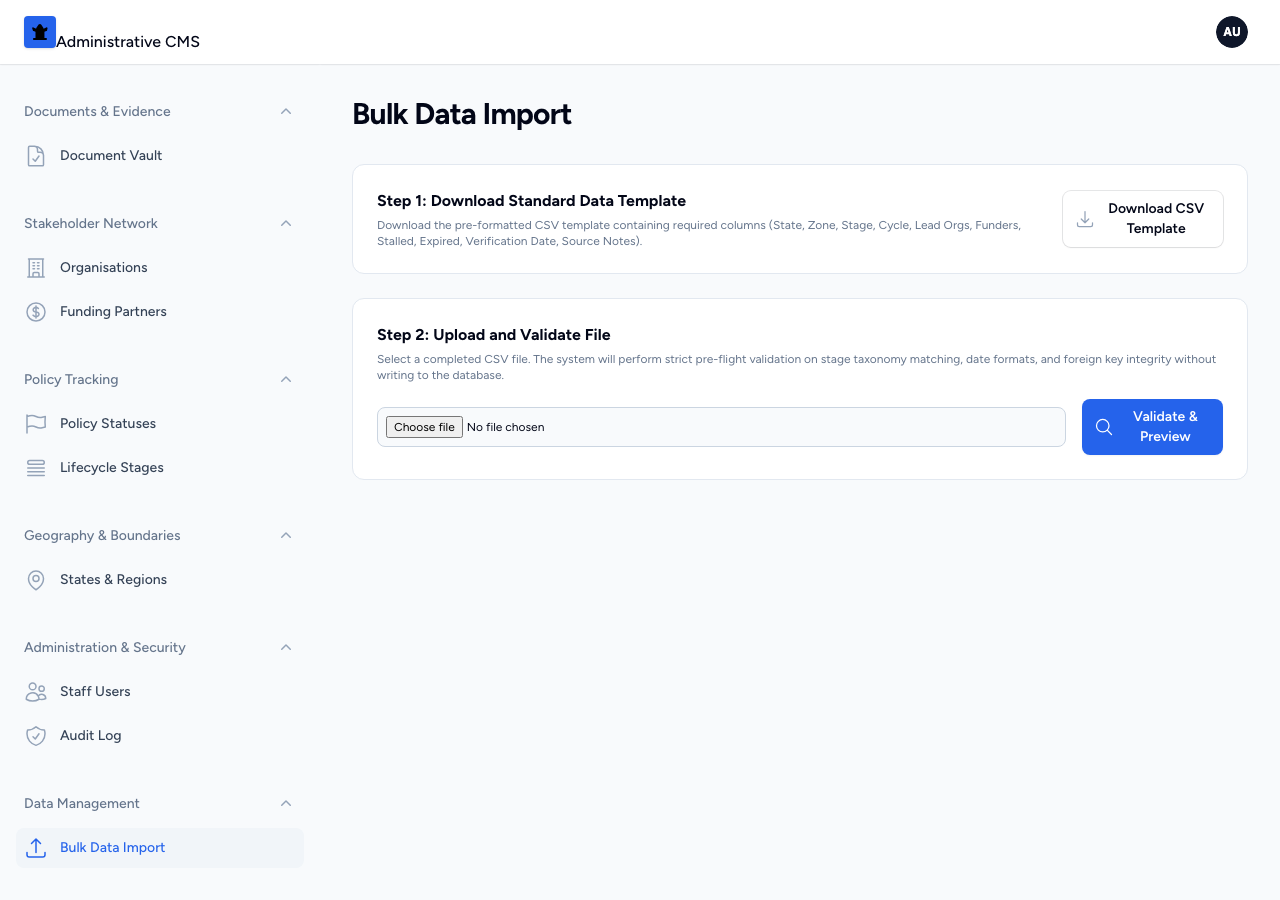 Administrative CMS
AU
Documents & Evidence
Document Vault
Stakeholder Network
Organisations
Funding Partners
Policy Tracking
Policy Statuses
Lifecycle Stages
Geography & Boundaries
States & Regions
Administration & Security
Staff Users
Audit Log
Data Management
Bulk Data Import
Bulk Data Import
Step 1: Download Standard Data Template
Download the pre-formatted CSV template containing required columns (State, Zone, Stage, Cycle, Lead Orgs, Funders,
Stalled, Expired, Verification Date, Source Notes).
Download CSV
Template
Step 2: Upload and Validate File
Select a completed CSV file. The system will perform strict pre-flight validation on stage taxonomy matching, date formats, and foreign key integrity without
writing to the database.
Choose file No file chosen
Validate &
Preview